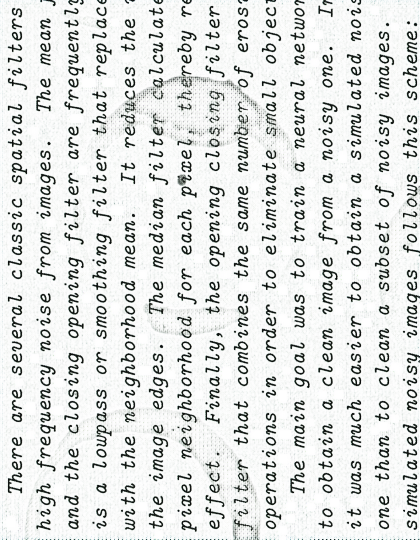 There are several classic spatial filters
high frequency noise from images. The mean
and the closing opening filter are frequently
is a lowpass or smoothing filter that replace
with the neighborhood mean. It reduces the
the image edges. The median filter calculate
pixel neighborhood for each pixel, thereby re
effect. Finally, the opening closing filter
filter that combines the same number of eros
operations in order to eliminate small object
The main goal was to train a neural networ
to obtain a clean image from a noisy one. In
it was much easier to obtain a simulated nois
one than to clean a subset of noisy images.
simulated noisy images follows this scheme: